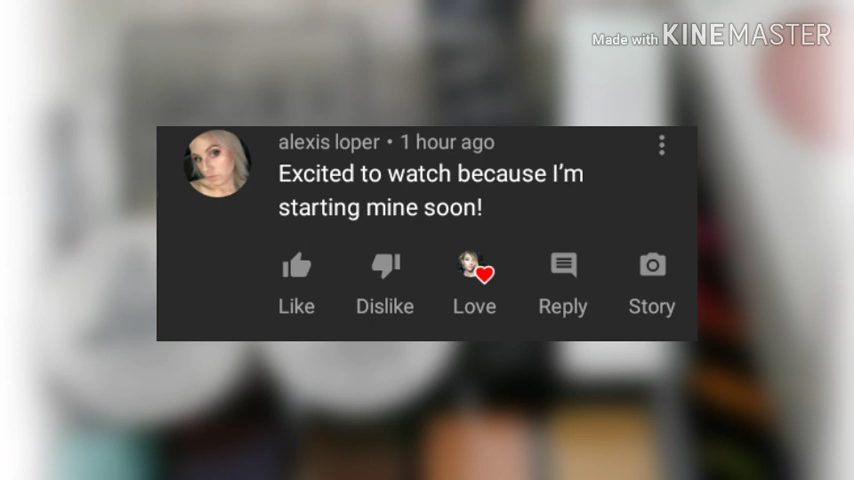 Made with KINEMASTER
alexis loper • 1 hour ago
Excited to watch because I’m
starting mine soon!
Like Dislike Love Reply Story